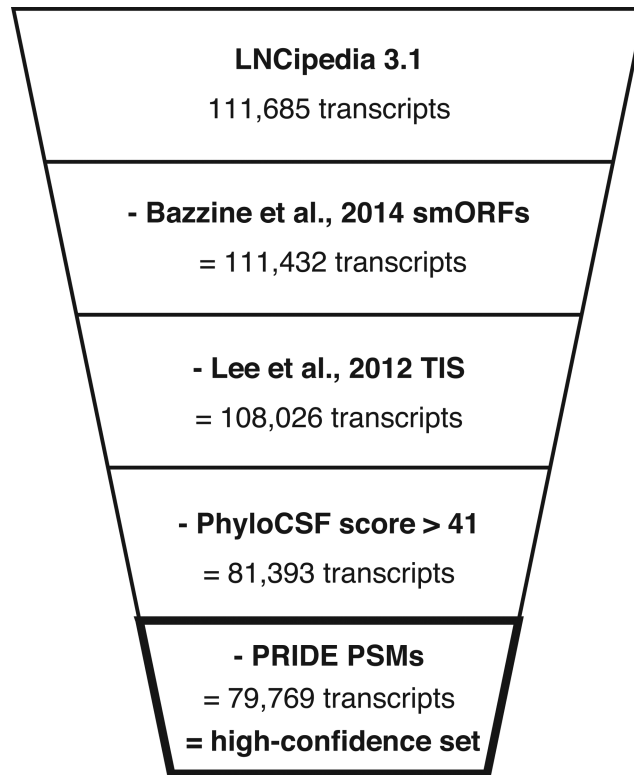 LNCipedia 3.1
111,685 transcripts
- Bazzine et al., 2014 smORFs
= 111,432 transcripts
- Lee et al., 2012 TIS
= 108,026 transcripts
- PhyloCSF score > 41
= 81,393 transcripts
- PRIDE PSMs
= 79,769 transcripts
= high-confidence set